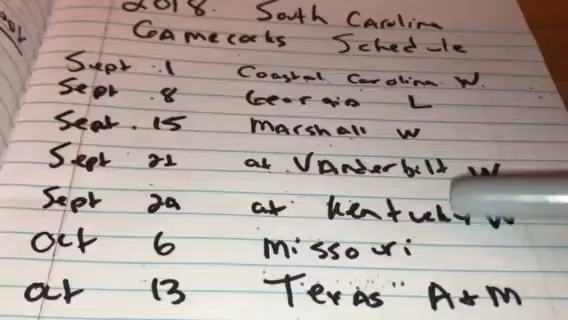 2018 South Carolina
Gamecocks Schedule
Sept 1 Coastal Carolina W
Sept 8 Georgia L
Sept 15 Marshall W
Sept 21 at Vanderbilt W
Sept 29 at Kentucky W
Oct 6 Missouri
Oct 13 Texas A+M